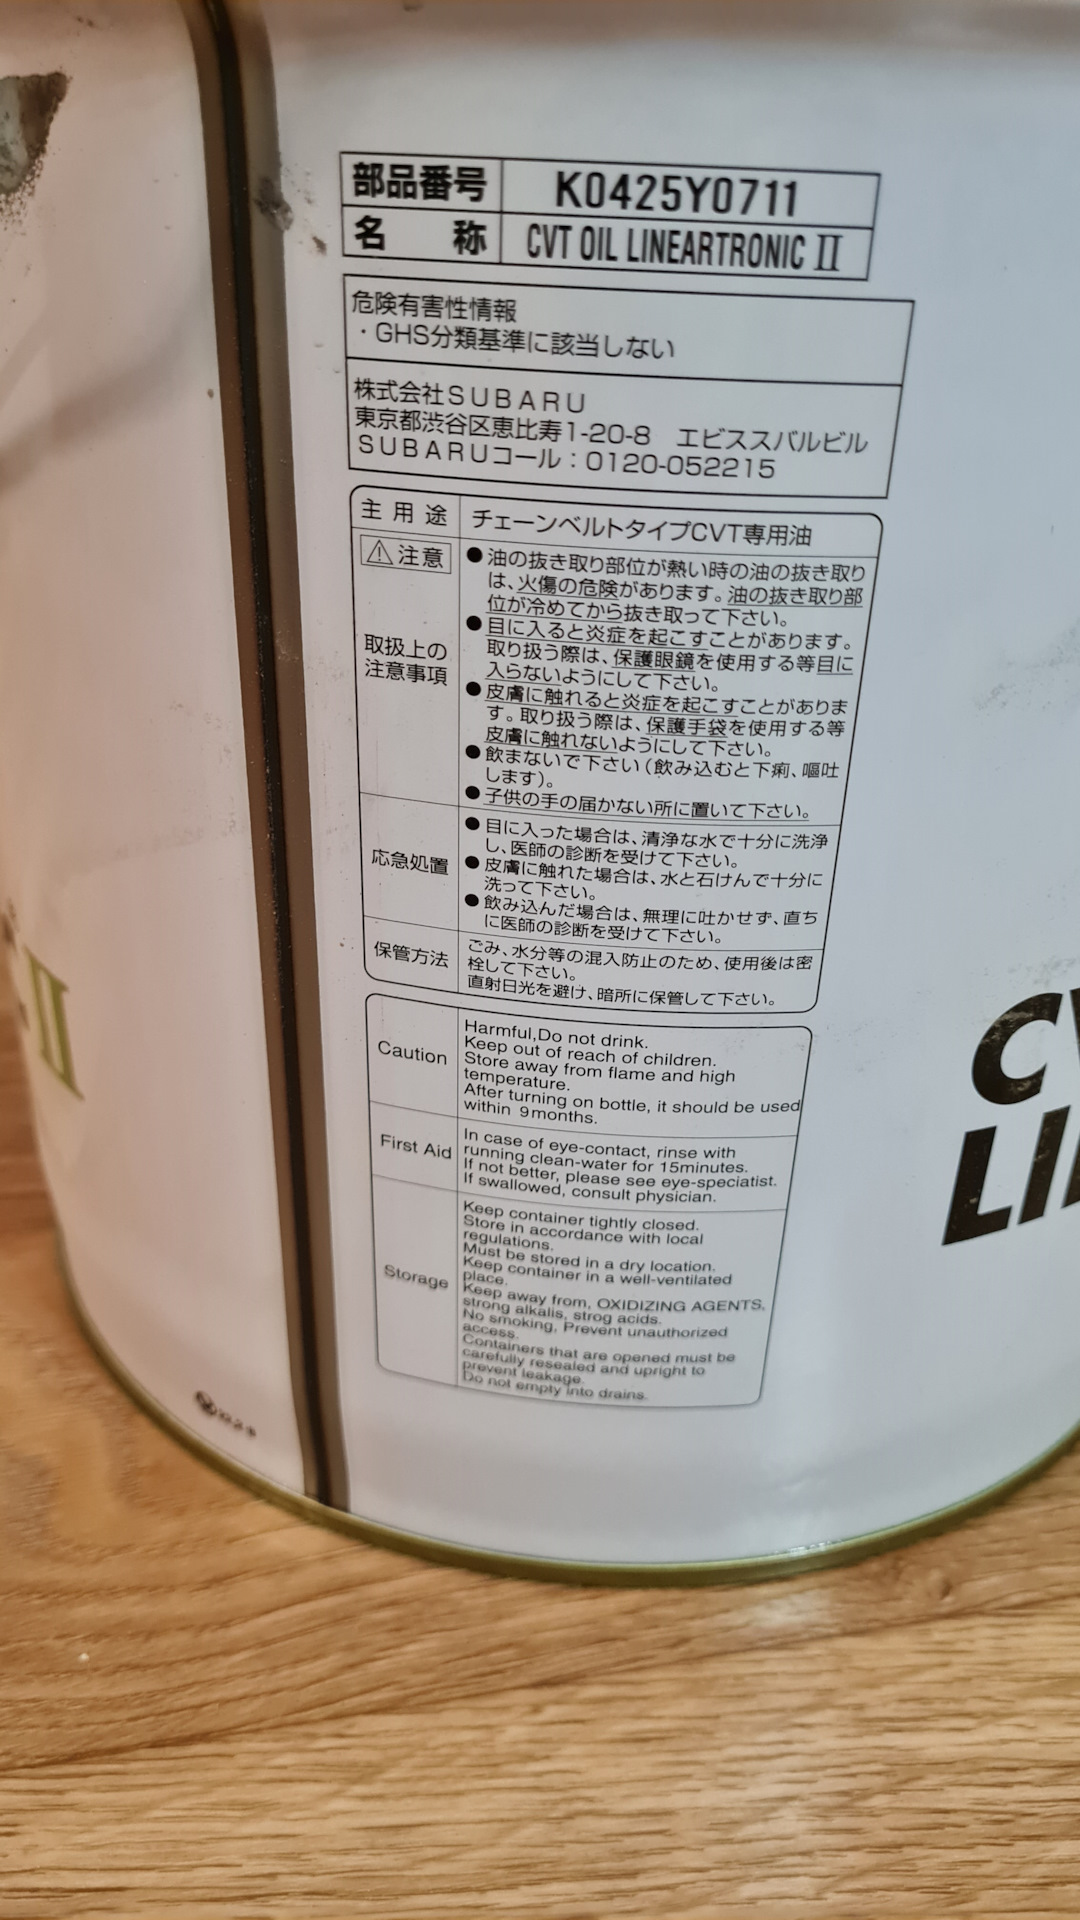 部品番号 K0425Y0711
名 称 CVT OIL LINEARTRONIC Ⅱ
危険有害性情報
・GHS分類基準に該当しない
株式会社SUBARU
東京都渋谷区恵比寿1-20-8 エビススバルビル
SUBARUコール：0120-052215
主用途 チェーンベルトタイプCVT専用油
⚠注意
取扱上の
注意事項
●油の抜き取り部位が熱い時の油の抜き取り
は、火傷の危険があります。油の抜き取り部
位が冷めてから抜き取って下さい。
●目に入ると炎症を起こすことがあります。
取り扱う際は、保護眼鏡を使用する等目に
入らないようにして下さい。
●皮膚に触れると炎症を起こすことがありま
す。取り扱う際は、保護手袋を使用する等
皮膚に触れないようにして下さい。
●飲まないで下さい（飲み込むと下痢、嘔吐
します）。
●子供の手の届かない所に置いて下さい。
応急処置
●目に入った場合は、清浄な水で十分に洗浄
し、医師の診断を受けて下さい。
●皮膚に触れた場合は、水と石けんで十分に
洗って下さい。
●飲み込んだ場合は、無理に吐かせず、直ち
に医師の診断を受けて下さい。
保管方法
ごみ、水分等の混入防止のため、使用後は密
栓して下さい。
直射日光を避け、暗所に保管して下さい。
Caution
Harmful,Do not drink.
Keep out of reach of children.
Store away from flame and high
temperature.
After turning on bottle, it should be used
within 9months.
First Aid
In case of eye-contact, rinse with
running clean-water for 15minutes.
If not better, please see eye-speciatist.
If swallowed, consult physician.
Storage
Keep container tightly closed.
Store in accordance with local
regulations.
Must be stored in a dry location.
Keep container in a well-ventilated
place.
Keep away from, OXIDIZING AGENTS,
strong alkalis, strog acids.
No smoking, Prevent unauthorized
access.
Containers that are opened must be
carefully resealed and upright to
prevent leakage.
Do not empty into drains.
Ⅱ
CV
LI